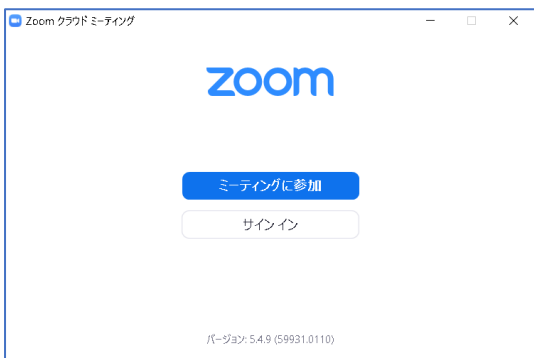 Zoom クラウド ミーティング
zoom
ミーティングに参加
サイン イン
バージョン: 5.4.9 (59931.0110)